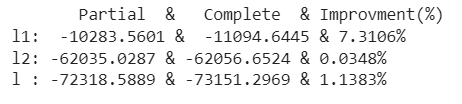 Partial & Complete & Improvment(%)
l1: -10283.5601 & -11094.6445 & 7.3106%
l2: -62035.0287 & -62056.6524 & 0.0348%
l : -72318.5889 & -73151.2969 & 1.1383%